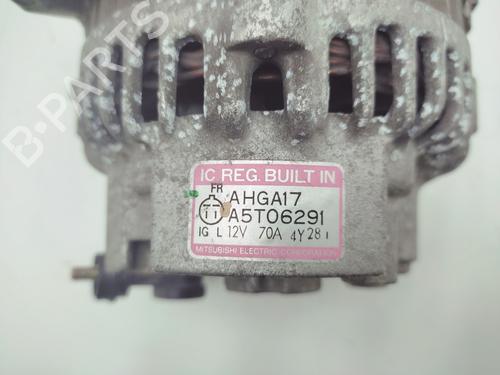 B-PARTS
IC REG. BUILT IN
FR
AHGA17
A5T06291
IG L 12V 70A 4Y28
MITSUBISHI ELECTRIC CORPORATION